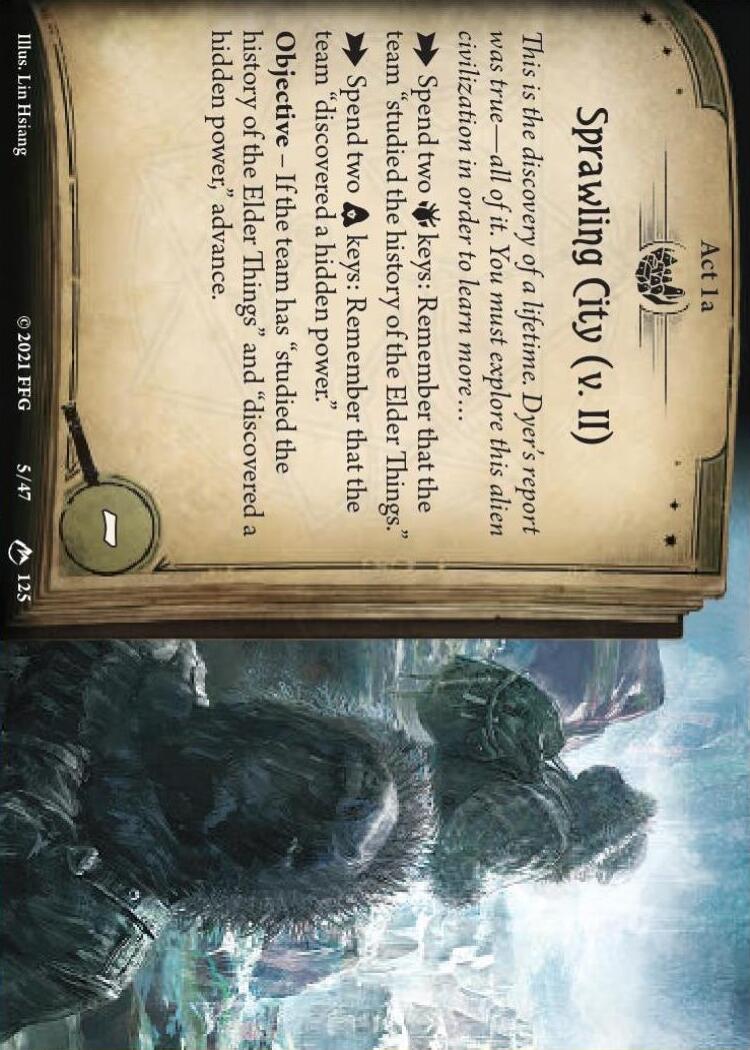 Act 1a
Sprawling City (v. II)
This is the discovery of a lifetime. Dyer's report
was true—all of it. You must explore this alien
civilization in order to learn more…
Spend two keys: Remember that the
team “studied the history of the Elder Things.”
Spend two keys: Remember that the
team “discovered a hidden power.”
Objective – If the team has “studied the
history of the Elder Things” and “discovered a
hidden power,” advance.
–
Illus. Lin Hsiang © 2021 FFG 5/47 125